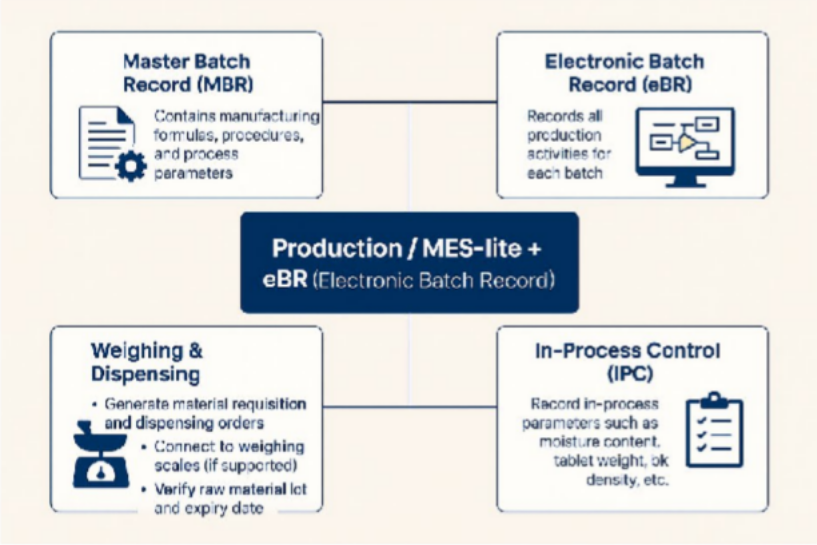 Master Batch
Record (MBR)
Contains manufacturing
formulas, procedures,
and process
parameters
Electronic Batch
Record (eBR)
Records all
production
activities for
each batch
Production / MES-lite +
eBR (Electronic Batch Record)
Weighing &
Dispensing
• Generate material requisition
and dispensing orders
• Connect to weighing
scales (if supported)
• Verify raw material lot
and expiry date
In-Process Control
(IPC)
Record in-process
parameters such as
moisture content,
tablet weight, bk
density, etc.